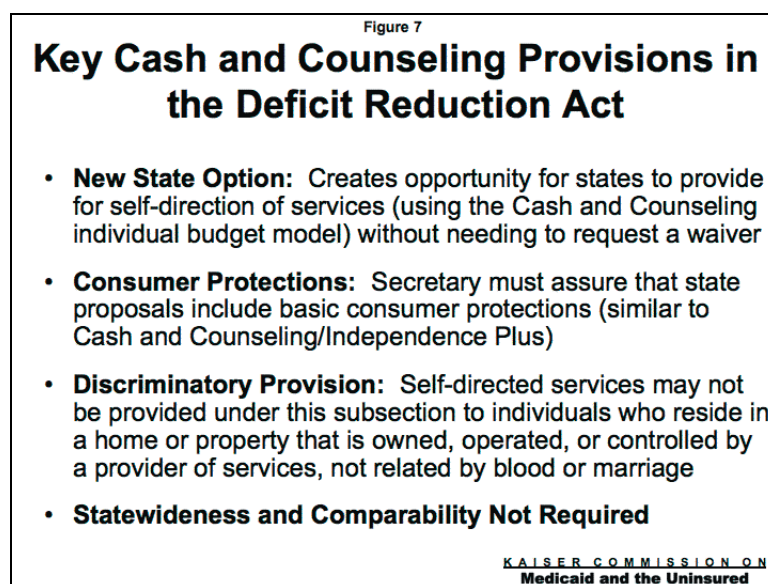 Figure 7
Key Cash and Counseling Provisions in
the Deficit Reduction Act
• New State Option: Creates opportunity for states to provide
for self-direction of services (using the Cash and Counseling
individual budget model) without needing to request a waiver
• Consumer Protections: Secretary must assure that state
proposals include basic consumer protections (similar to
Cash and Counseling/Independence Plus)
• Discriminatory Provision: Self-directed services may not
be provided under this subsection to individuals who reside in
a home or property that is owned, operated, or controlled by
a provider of services, not related by blood or marriage
• Statewideness and Comparability Not Required
KAISER COMMISSION ON
Medicaid and the Uninsured